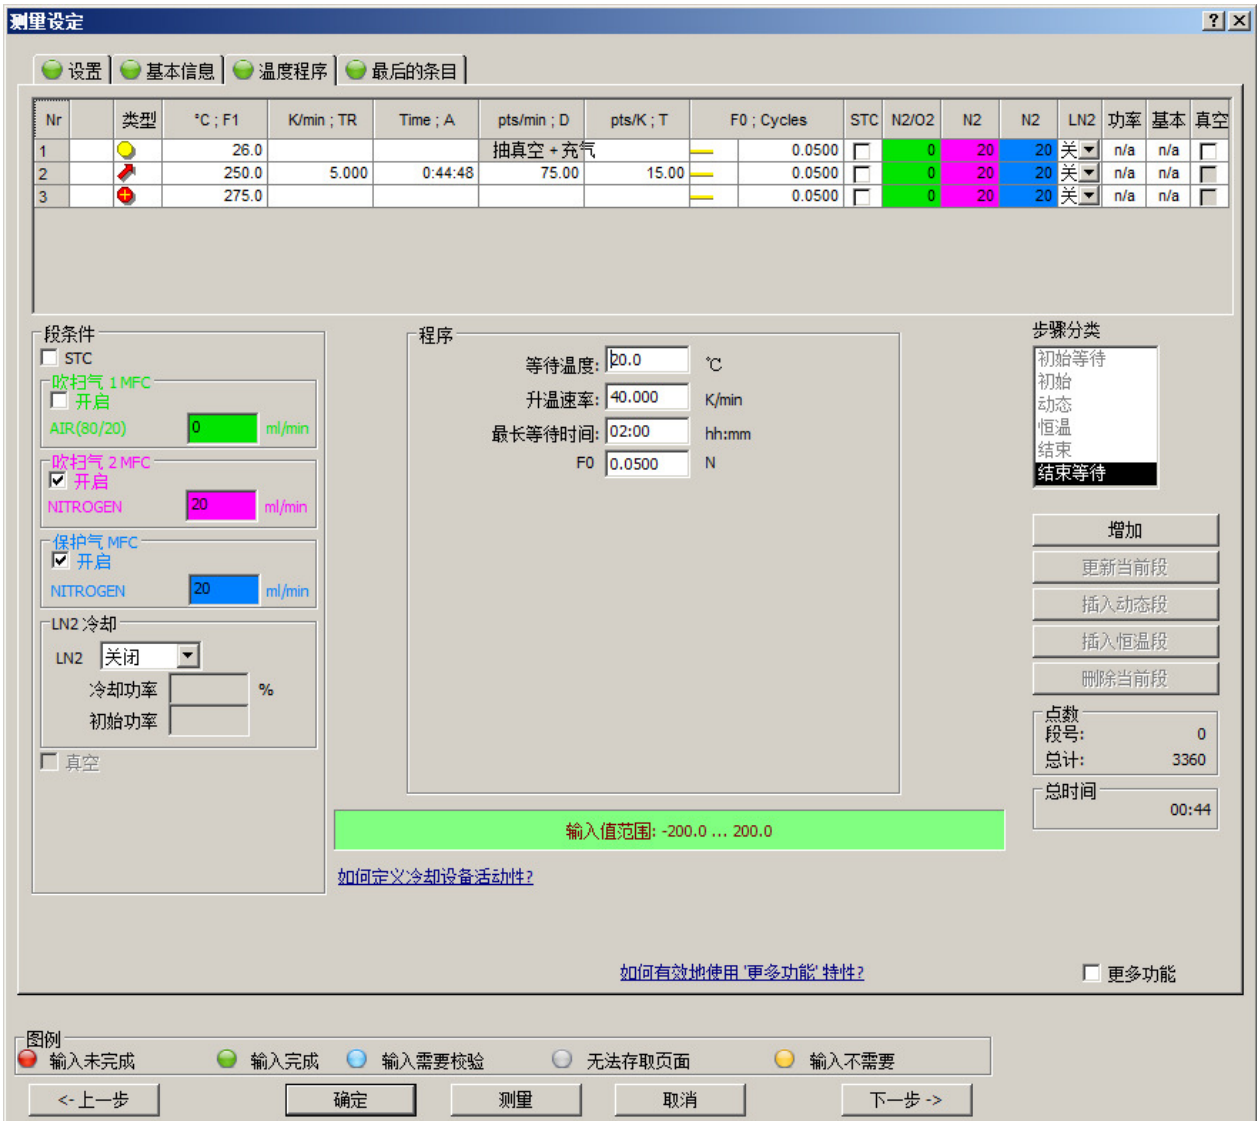 测量设定
设置 基本信息 温度程序 最后的条目
Nr 类型 °C ; F1 K/min ; TR Time ; A pts/min ; D pts/K ; T F0 ; Cycles STC N2/O2 N2 N2 LN2 功率 基本 真空
1 26.0 抽真空 + 充气 0.0500 0 20 20 关 n/a n/a
2 250.0 5.000 0:44:48 75.00 15.00 0.0500 0 20 20 关 n/a n/a
3 275.0 0.0500 0 20 20 关 n/a n/a
段条件
STC
吹扫气 1 MFC
开启
AIR(80/20) 0 ml/min
吹扫气 2 MFC
开启
NITROGEN 20 ml/min
保护气 MFC
开启
NITROGEN 20 ml/min
LN2 冷却
LN2 关闭
冷却功率 %
初始功率
真空
程序
等待温度: 20.0 ℃
升温速率: 40.000 K/min
最长等待时间: 02:00 hh:mm
F0 0.0500 N
步骤分类
初始等待
初始
动态
恒温
结束
结束等待
增加
更新当前段
插入动态段
插入恒温段
删除当前段
点数
段号: 0
总计: 3360
总时间
00:44
输入值范围: -200.0 ... 200.0
如何定义冷却设备活动性?
如何有效地使用 '更多功能' 特性?
更多功能
图例
输入未完成 输入完成 输入需要校验 无法存取页面 输入不需要
<- 上一步 确定 测量 取消 下一步 ->